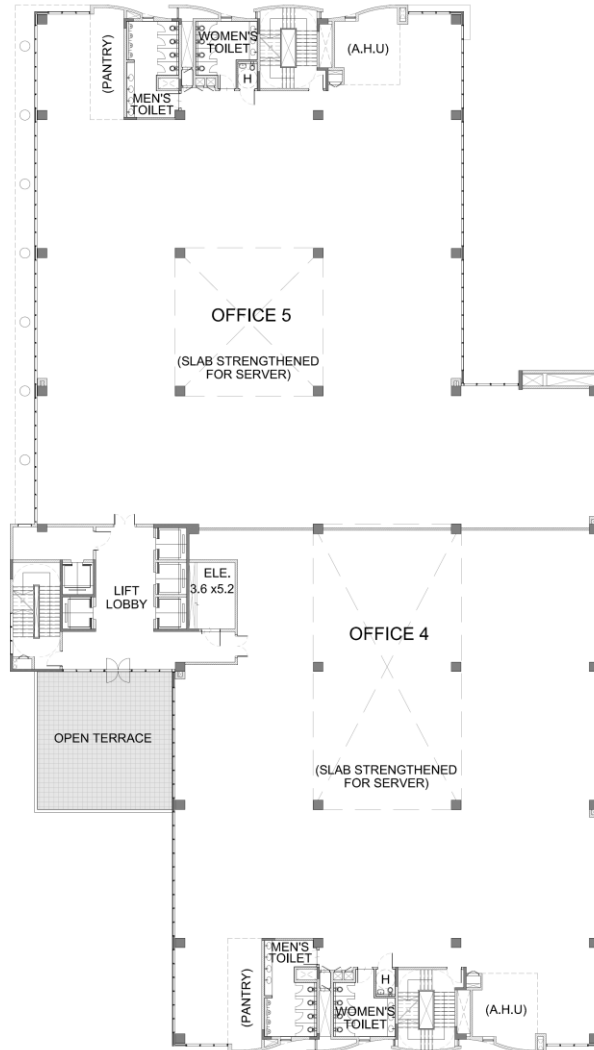 WOMEN'S
TOILET
(A.H.U)
(PANTRY)
H
MEN'S
TOILET
OFFICE 5
(SLAB STRENGTHENED
FOR SERVER)
ELE.
3.6 x5.2
LIFT
LOBBY
OFFICE 4
OPEN TERRACE
(SLAB STRENGTHENED
FOR SERVER)
MEN'S
TOILET
(PANTRY)
H
WOMEN'S
TOILET
(A.H.U)